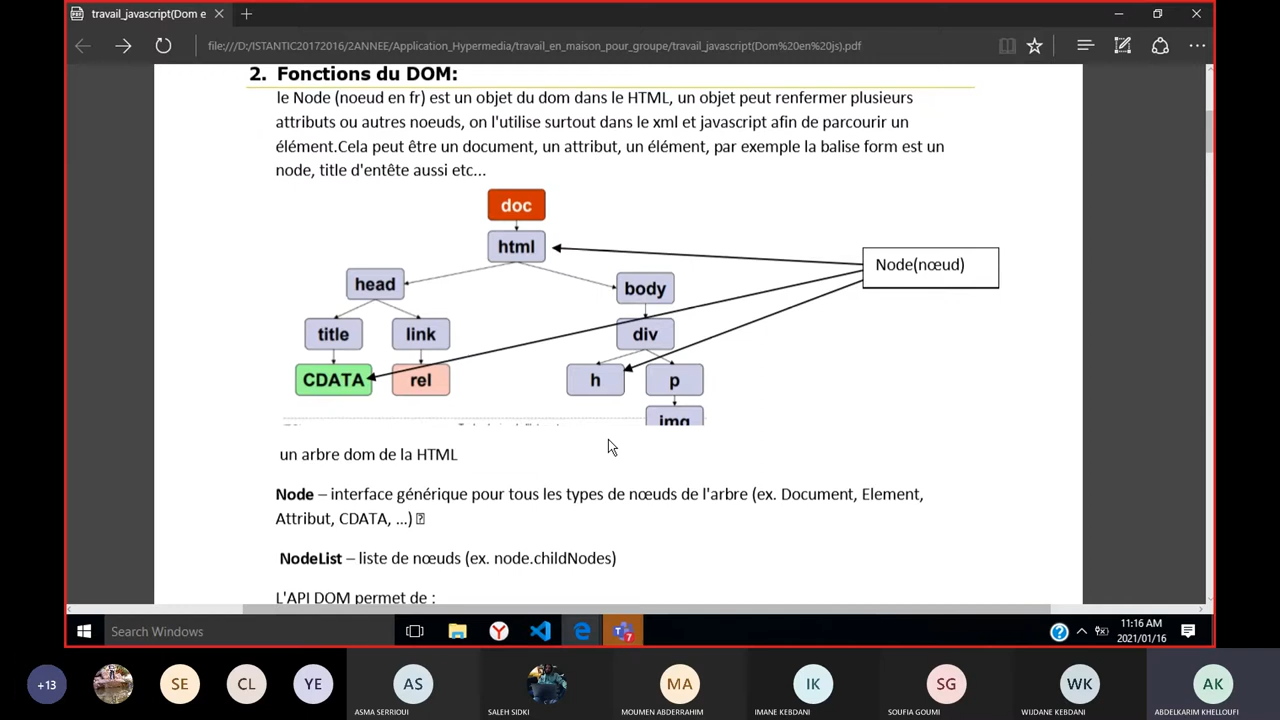 travail_javascript(Dom e
file:///D:/ISTANTIC20172016/2ANNEE/Application_Hypermedia/travail_en_maison_pour_groupe/travail_javascript(Dom%20en%20js).pdf
2. Fonctions du DOM:
le Node (noeud en fr) est un objet du dom dans le HTML, un objet peut renfermer plusieurs
attributs ou autres noeuds, on l'utilise surtout dans le xml et javascript afin de parcourir un
élément.Cela peut être un document, un attribut, un élément, par exemple la balise form est un
node, title d'entête aussi etc...
doc
html
Node(nœud)
head
body
title
link
div
CDATA
rel
h
p
img
un arbre dom de la HTML
Node – interface générique pour tous les types de nœuds de l'arbre (ex. Document, Element,
Attribut, CDATA, ...)
NodeList – liste de nœuds (ex. node.childNodes)
L'API DOM permet de :
Search Windows
7
11:16 AM
2021/01/16
+13
SE
CL
YE
AS
MA
IK
SG
WK
AK
ASMA SERRIOUI
SALEH SIDKI
MOUMEN ABDERRAHIM
IMANE KEBDANI
SOUFIA GOUMI
WIJDANE KEBDANI
ABDELKARIM KHELLOUFI